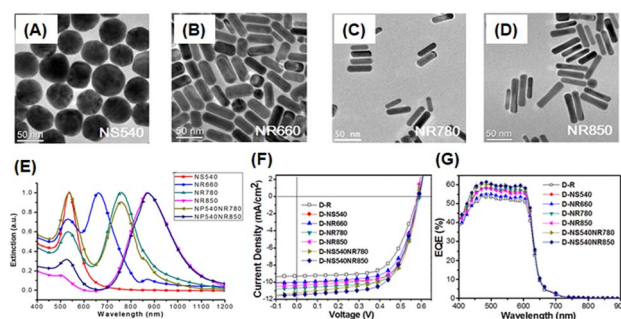 (A)
(B)
(C)
(D)
50 nm NS540
50 nm NR660
50 nm NR780
50 nm NR850
(E)
NS540
NR660
NR780
NR850
NP540NR780
NP540NR850
Extinction (a.u.)
1.0
0.8
0.6
0.4
0.2
0.0
400 500 600 700 800 900 1000 1100 1200
Wavelength (nm)
(F)
D-R
D-NS540
D-NR660
D-NR780
D-NR850
D-NS540NR780
D-NS540NR850
Current Density (mA/cm2)
2
0
-2
-4
-6
-8
-10
-12
-0.1 0.0 0.1 0.2 0.3 0.4 0.5 0.6
Voltage (V)
(G)
D-R
D-NS540
D-NR660
D-NR780
D-NR850
D-NS540NR780
D-NS540NR850
EQE (%)
60
50
40
30
20
10
0
400 500 600 700 800 900
Wavelength (nm)